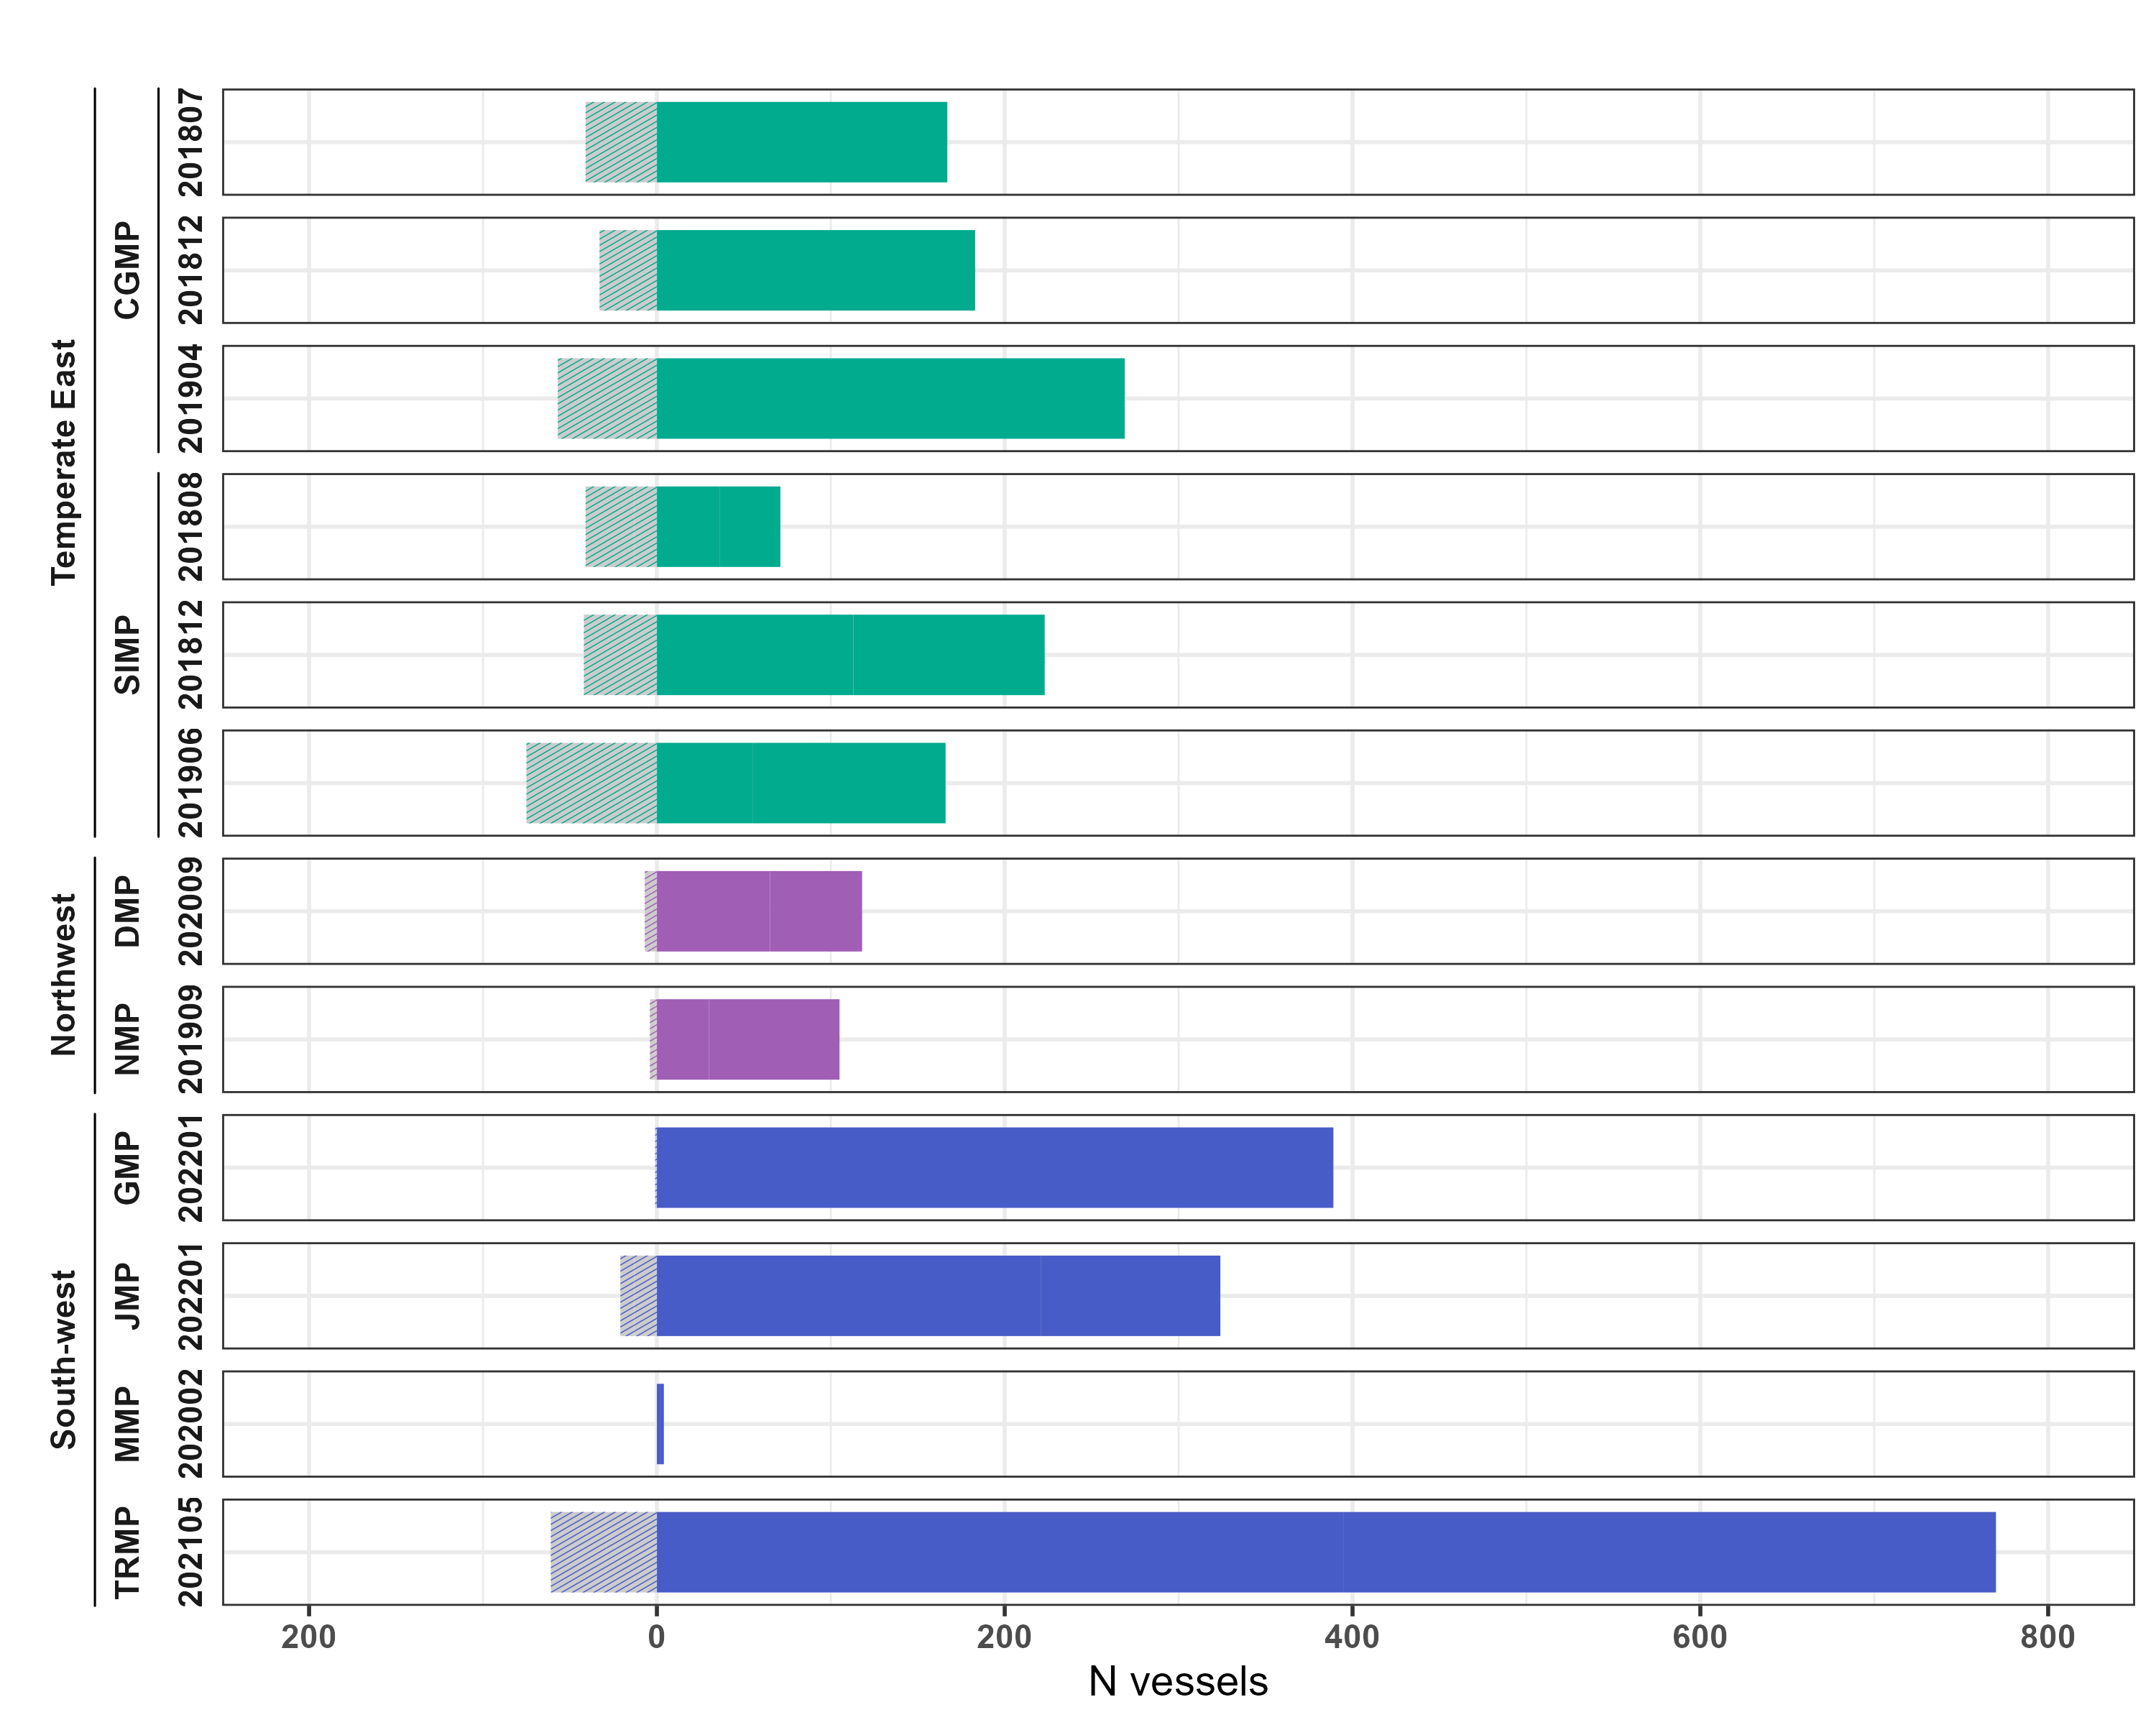 Temperate East
CGMP
201807
201812
201904
SIMP
201808
201812
201906
Northwest
DMP
202009
NMP
201909
South-west
GMP
202201
JMP
202201
MMP
202002
TRMP
202105
200 0 200 400 600 800
N vessels